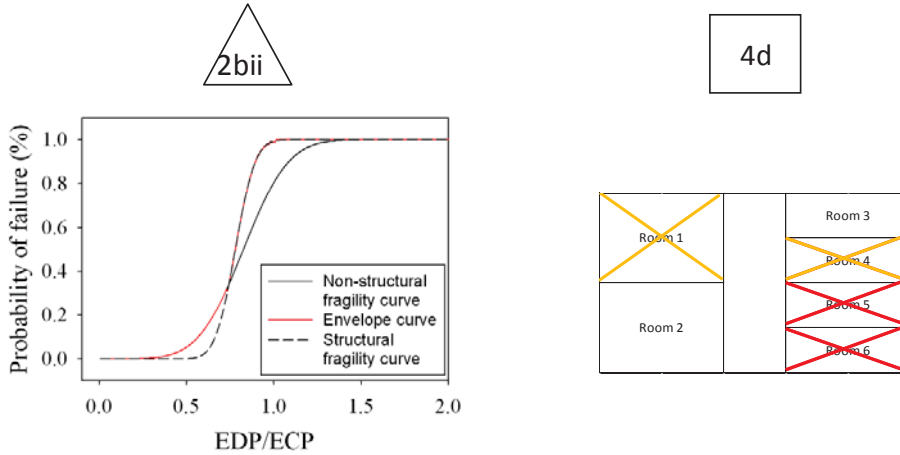 2bii
4d
Probability of failure (%)
1.0
0.8
0.6
0.4
0.2
0.0
Non-structural
fragility curve
Envelope curve
Structural
fragility curve
0.0 0.5 1.0 1.5 2.0
EDP/ECP
Room 1
Room 2
Room 3
Room 4
Room 5
Room 6